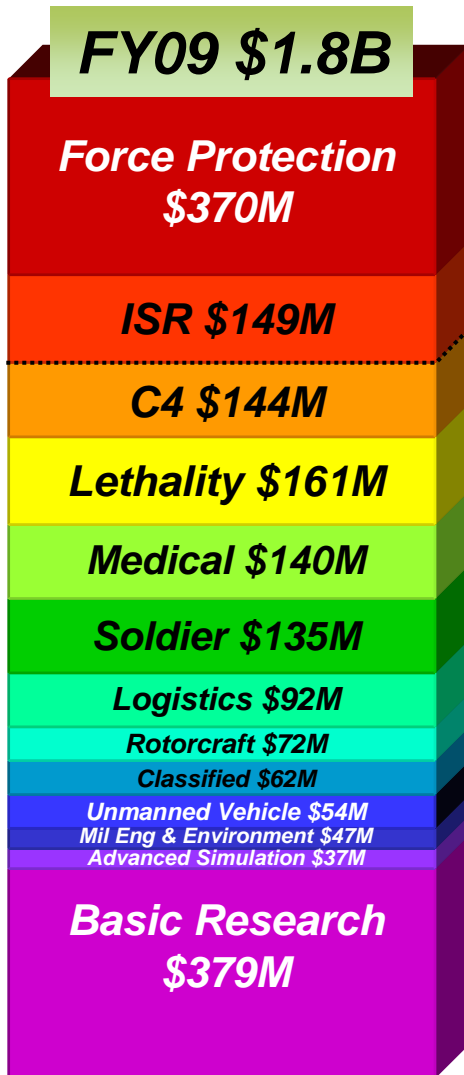 FY09 $1.8B
Force Protection
$370M
ISR $149M
C4 $144M
Lethality $161M
Medical $140M
Soldier $135M
Logistics $92M
Rotorcraft $72M
Classified $62M
Unmanned Vehicle $54M
Mil Eng & Environment $47M
Advanced Simulation $37M
Basic Research
$379M